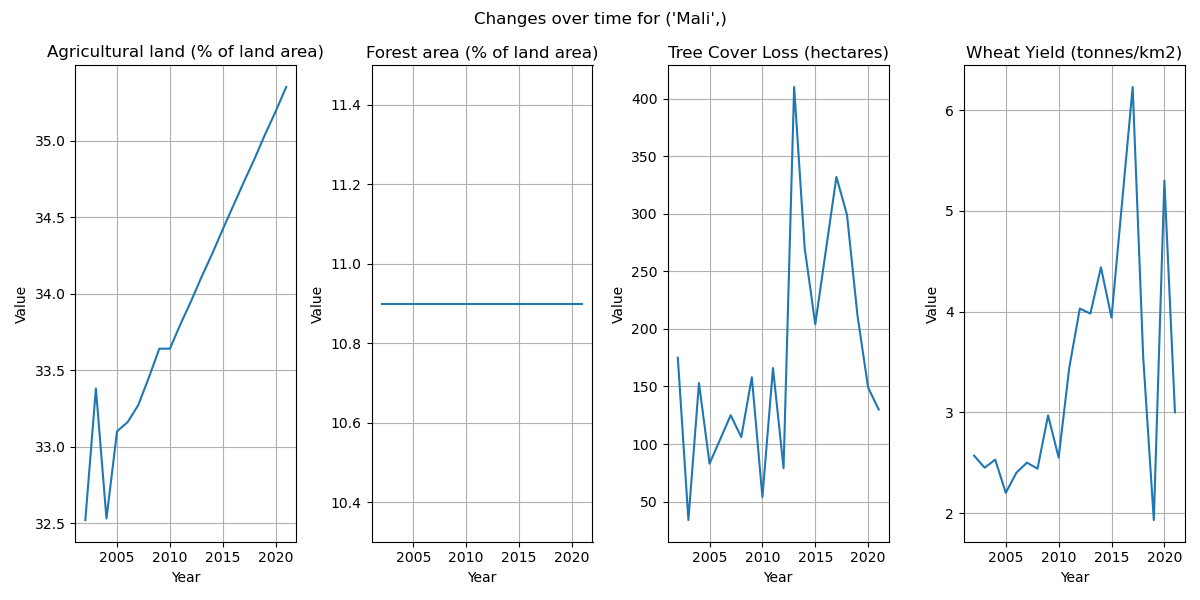 Changes over time for ('Mali',)
Agricultural land (% of land area)
Value
35.0
34.5
34.0
33.5
33.0
32.5
2005 2010 2015 2020
Year
Forest area (% of land area)
Value
11.4
11.2
11.0
10.8
10.6
10.4
2005 2010 2015 2020
Year
Tree Cover Loss (hectares)
Value
400
350
300
250
200
150
100
50
2005 2010 2015 2020
Year
Wheat Yield (tonnes/km2)
Value
6
5
4
3
2
2005 2010 2015 2020
Year